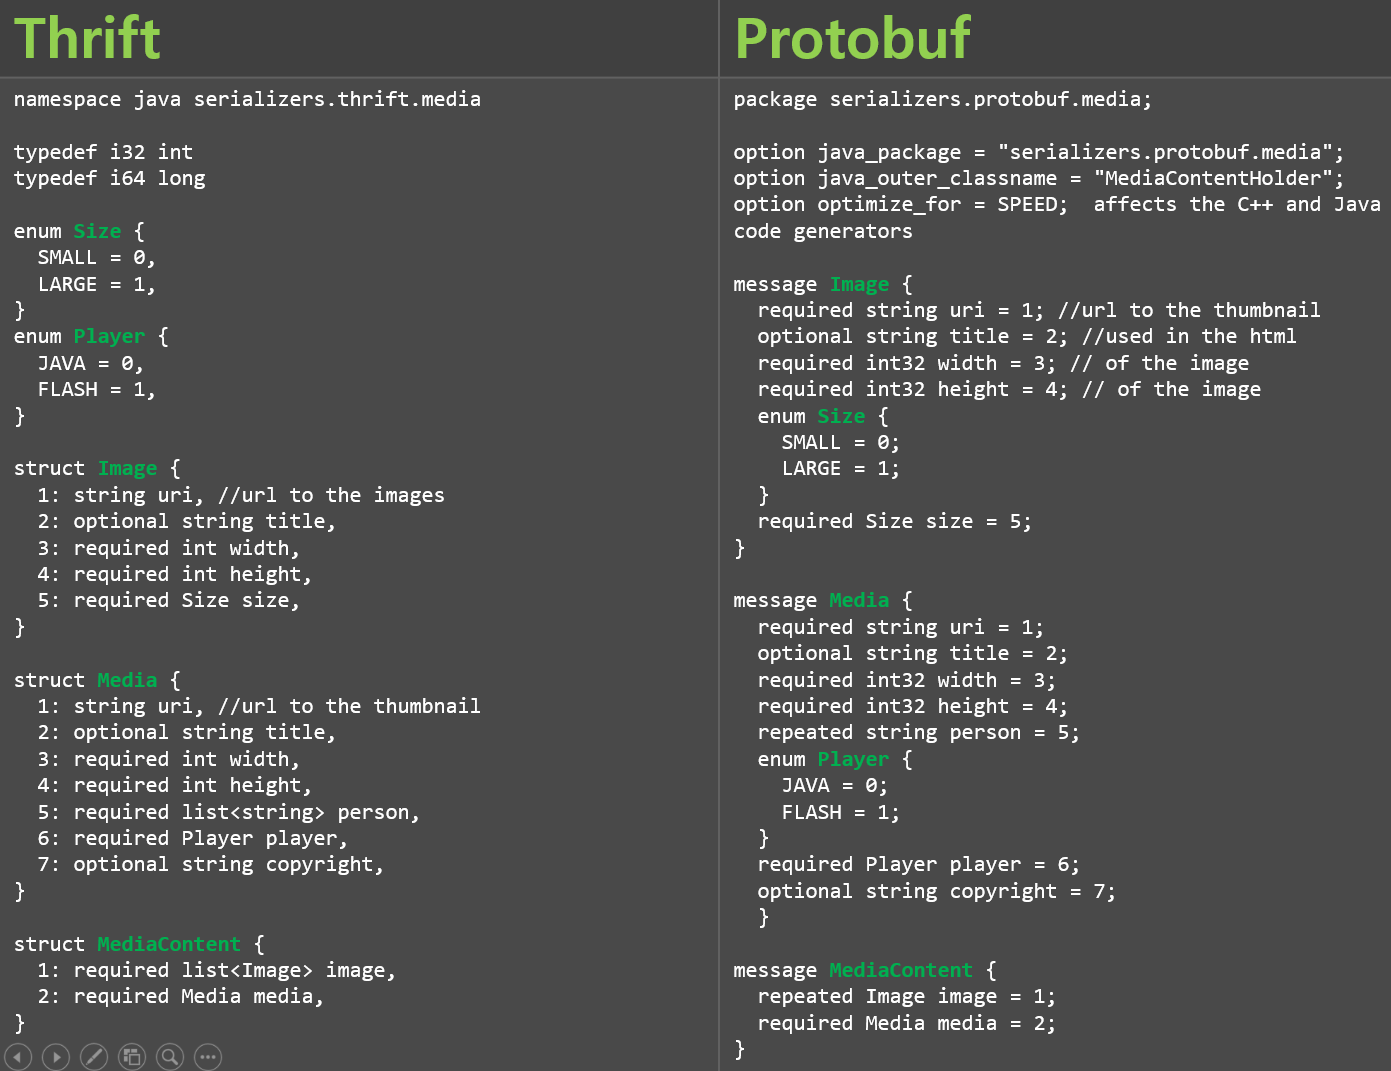 Thrift
namespace java serializers.thrift.media
typedef i32 int
typedef i64 long
enum Size {
SMALL = 0,
LARGE = 1,
}
enum Player {
JAVA = 0,
FLASH = 1,
}
struct Image {
1: string uri, //url to the images
2: optional string title,
3: required int width,
4: required int height,
5: required Size size,
}
struct Media {
1: string uri, //url to the thumbnail
2: optional string title,
3: required int width,
4: required int height,
5: required list<string> person,
6: required Player player,
7: optional string copyright,
}
struct MediaContent {
1: required list<Image> image,
2: required Media media,
}
Protobuf
package serializers.protobuf.media;
option java_package = "serializers.protobuf.media";
option java_outer_classname = "MediaContentHolder";
option optimize_for = SPEED;  affects the C++ and Java
code generators
message Image {
required string uri = 1; //url to the thumbnail
optional string title = 2; //used in the html
required int32 width = 3; // of the image
required int32 height = 4; // of the image
enum Size {
SMALL = 0;
LARGE = 1;
}
required Size size = 5;
}
message Media {
required string uri = 1;
optional string title = 2;
required int32 width = 3;
required int32 height = 4;
repeated string person = 5;
enum Player {
JAVA = 0;
FLASH = 1;
}
required Player player = 6;
optional string copyright = 7;
}
message MediaContent {
repeated Image image = 1;
required Media media = 2;
}